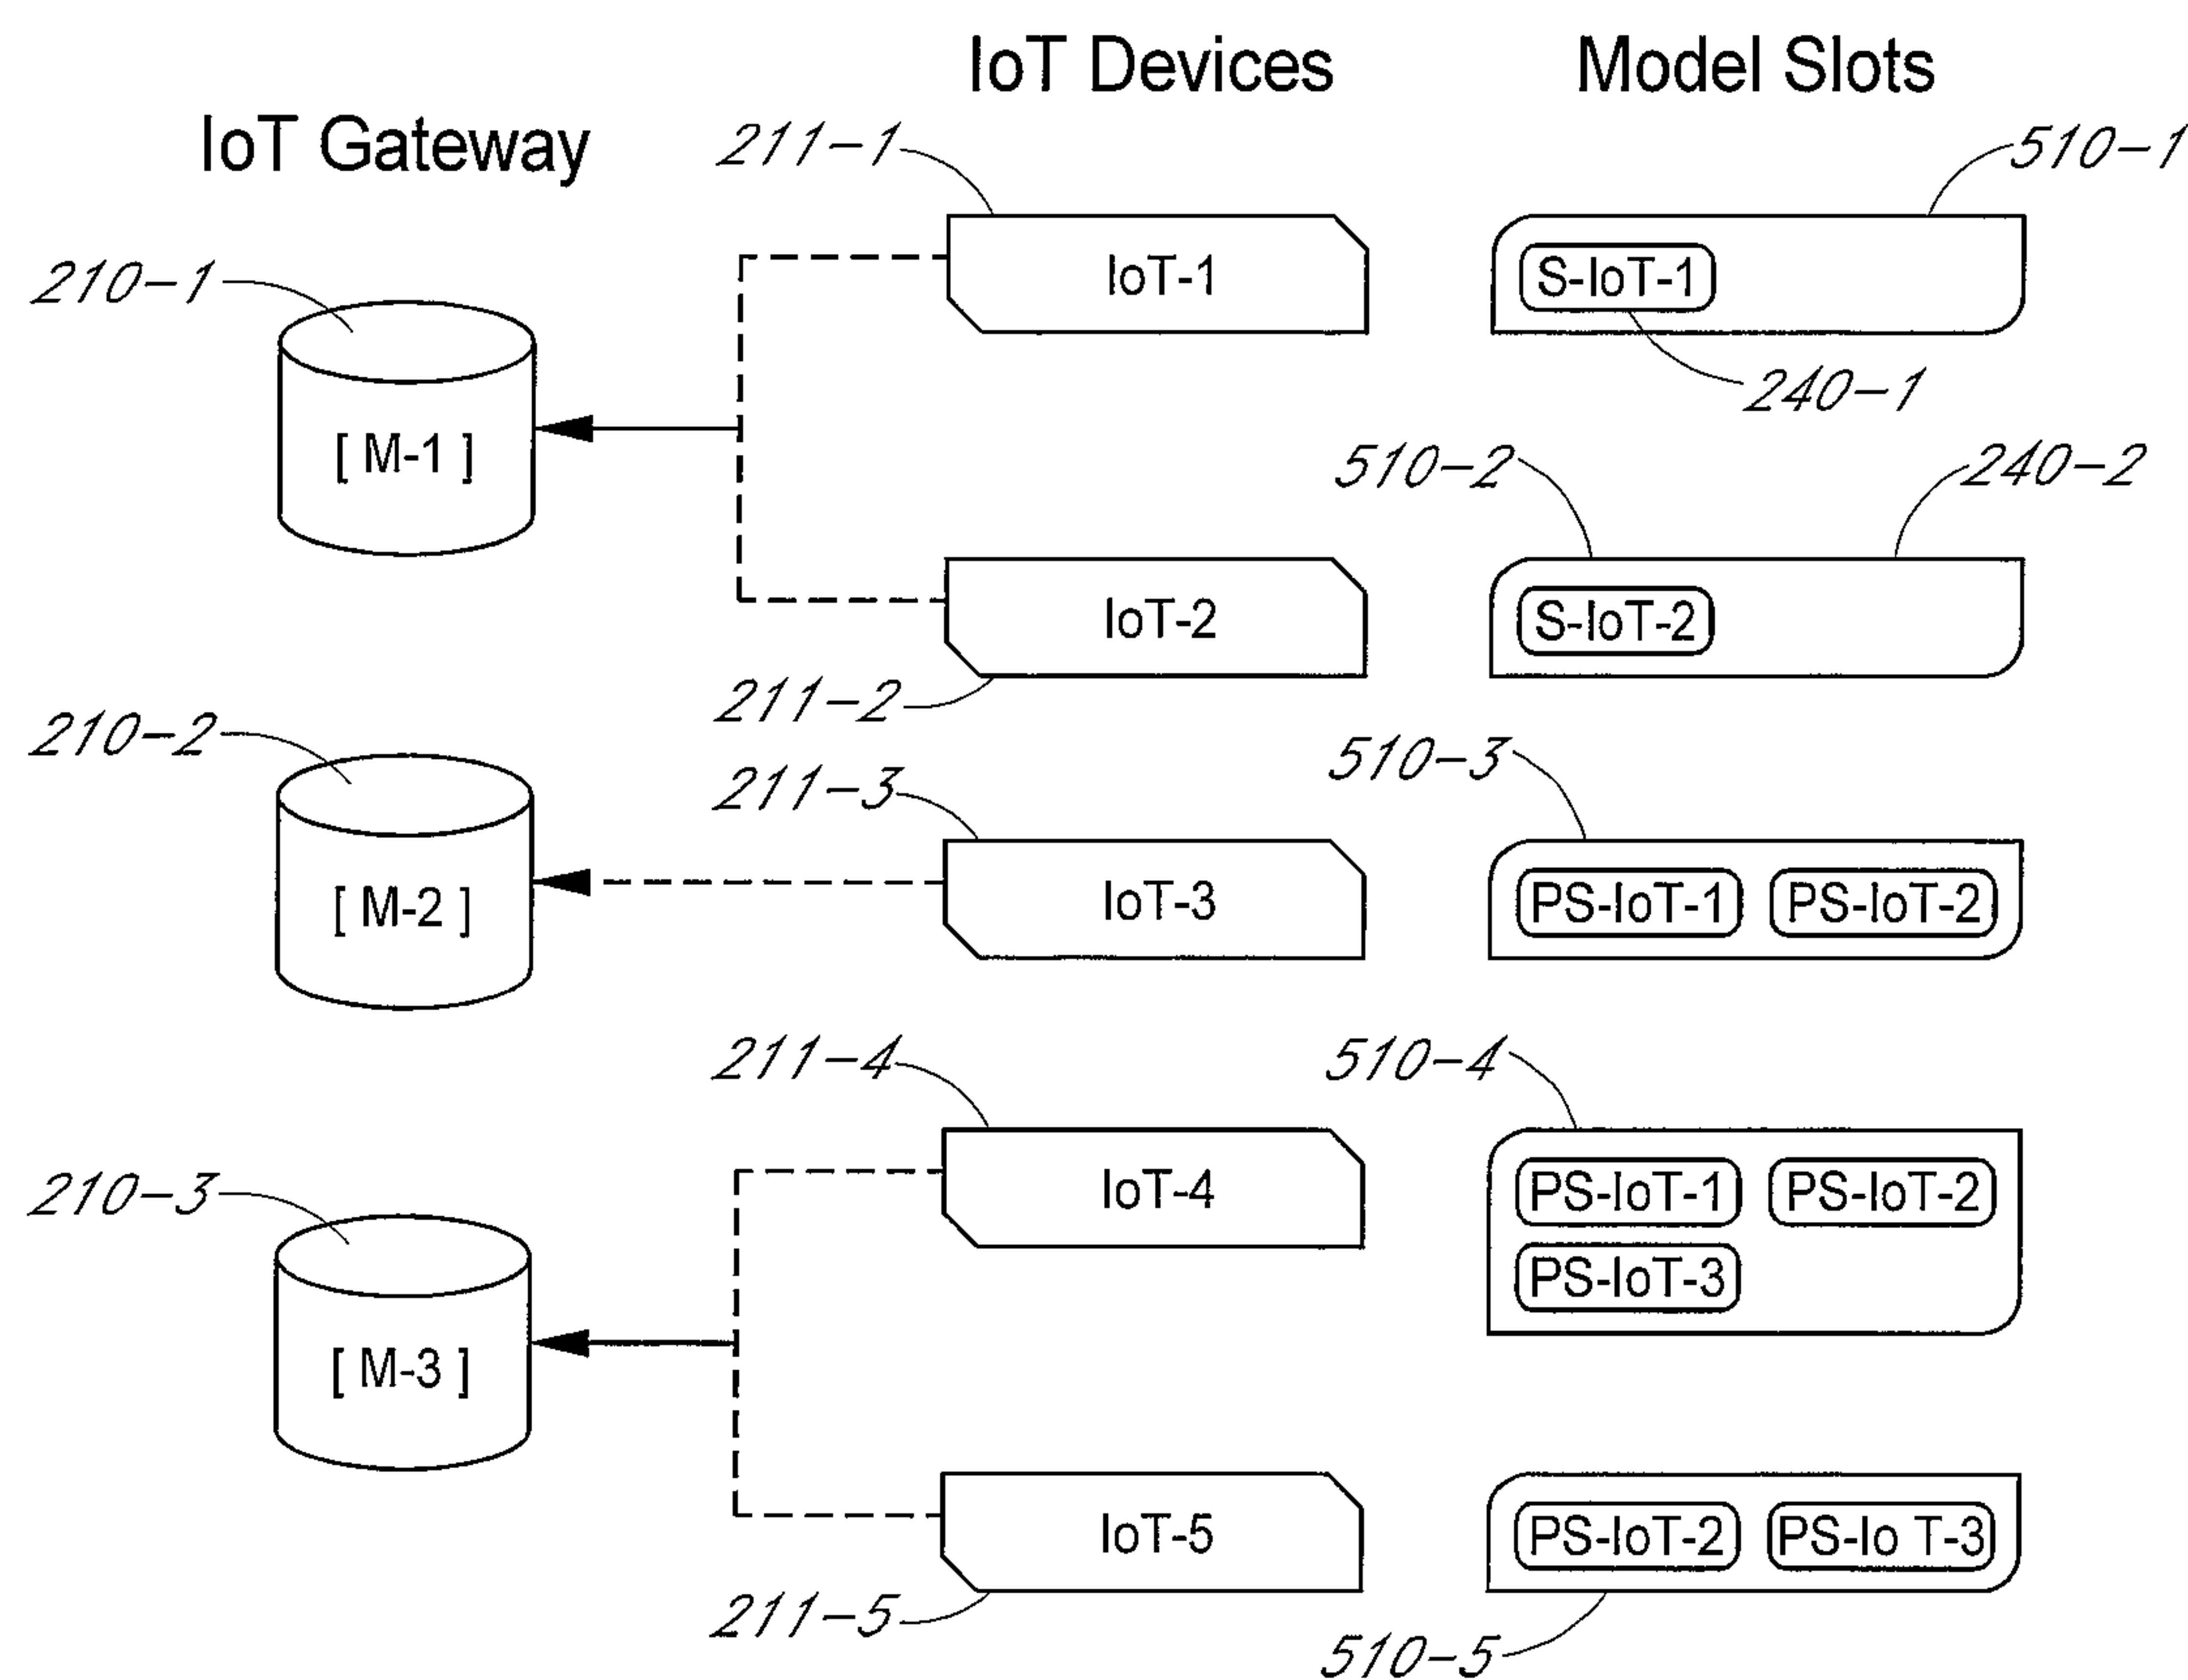 IoT Devices Model Slots
IoT Gateway
211-1 510-1
210-1 IoT-1 S-IoT-1
240-1
[ M-1 ] 510-2 240-2
IoT-2 S-IoT-2
211-2
210-2 211-3 510-3
[ M-2 ] IoT-3 PS-IoT-1 PS-IoT-2
211-4 510-4
210-3 IoT-4 PS-IoT-1 PS-IoT-2
PS-IoT-3
[ M-3 ]
IoT-5 PS-IoT-2 PS-Io T-3
211-5 510-5